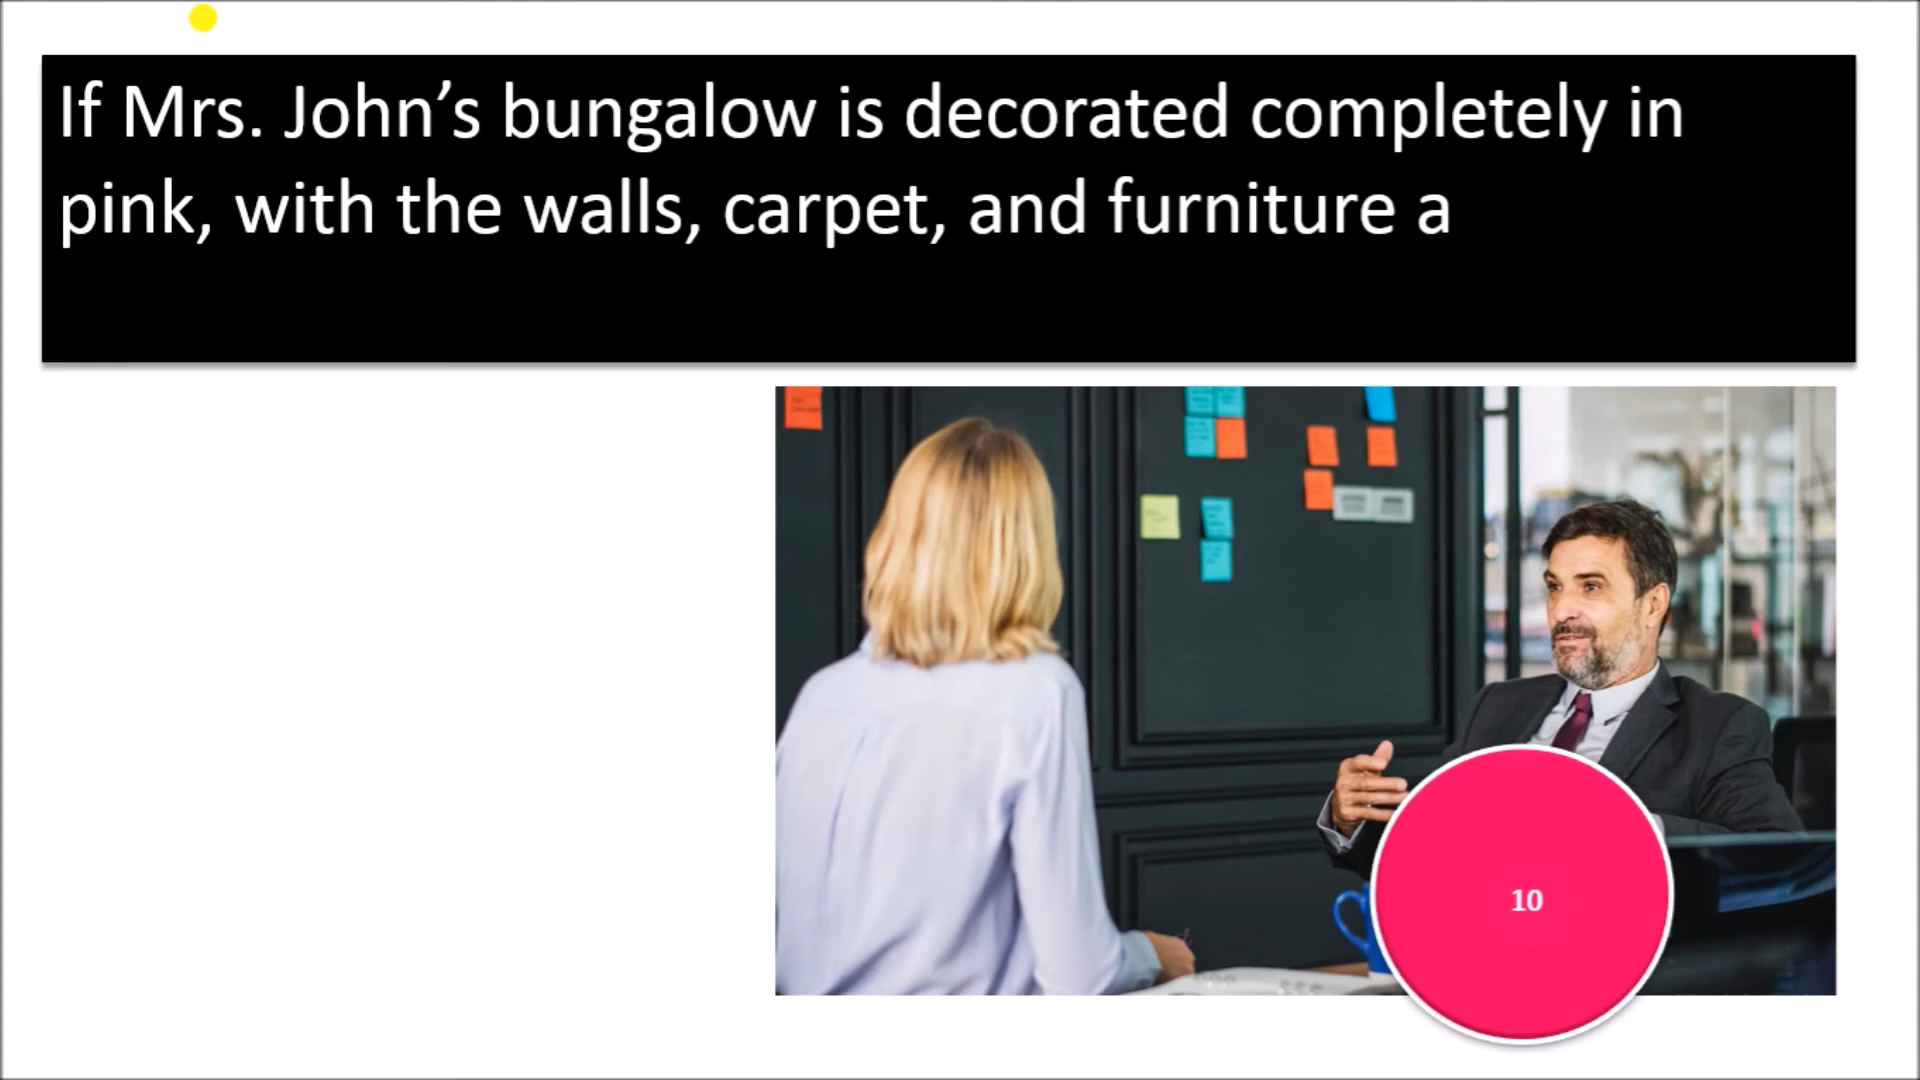 If Mrs. John’s bungalow is decorated completely in
pink, with the walls, carpet, and furniture a
10